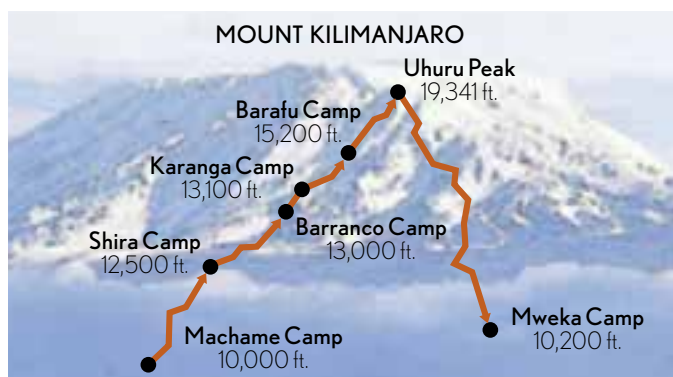 MOUNT KILIMANJARO
Uhuru Peak
19,341 ft.
Barafu Camp
15,200 ft.
Karanga Camp
13,100 ft.
Barranco Camp
13,000 ft.
Shira Camp
12,500 ft.
Machame Camp
10,000 ft.
Mweka Camp
10,200 ft.